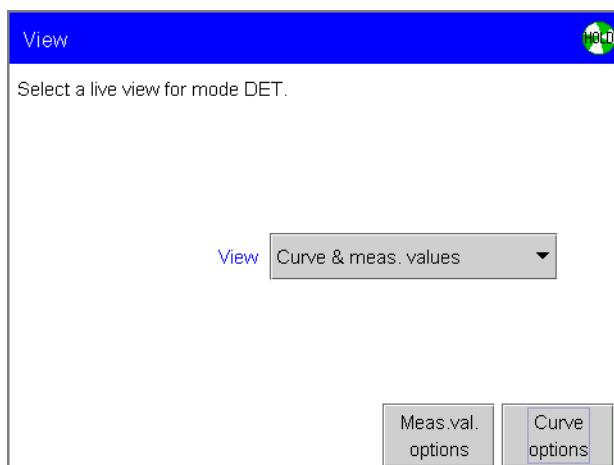 View
HOLD
Select a live view for mode DET.
View Curve & meas. values
Meas.val. options
Curve options